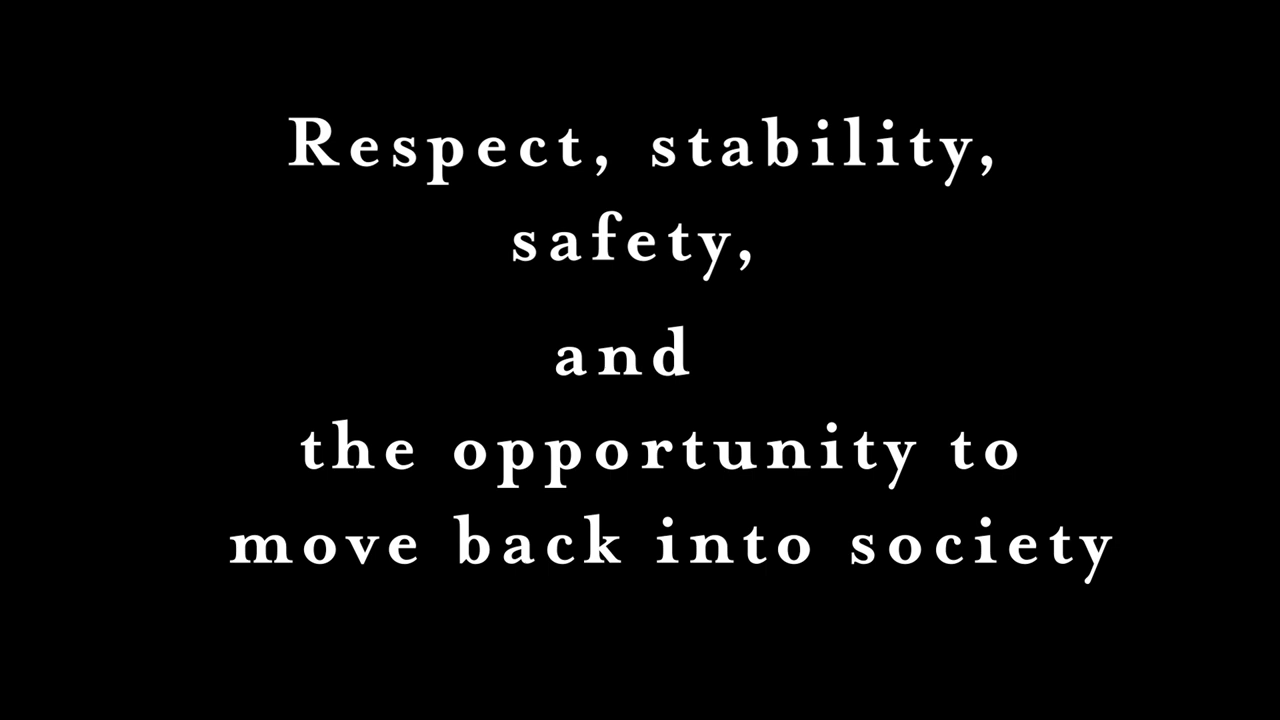 Respect, stability,
safety,
and
the opportunity to
move back into society